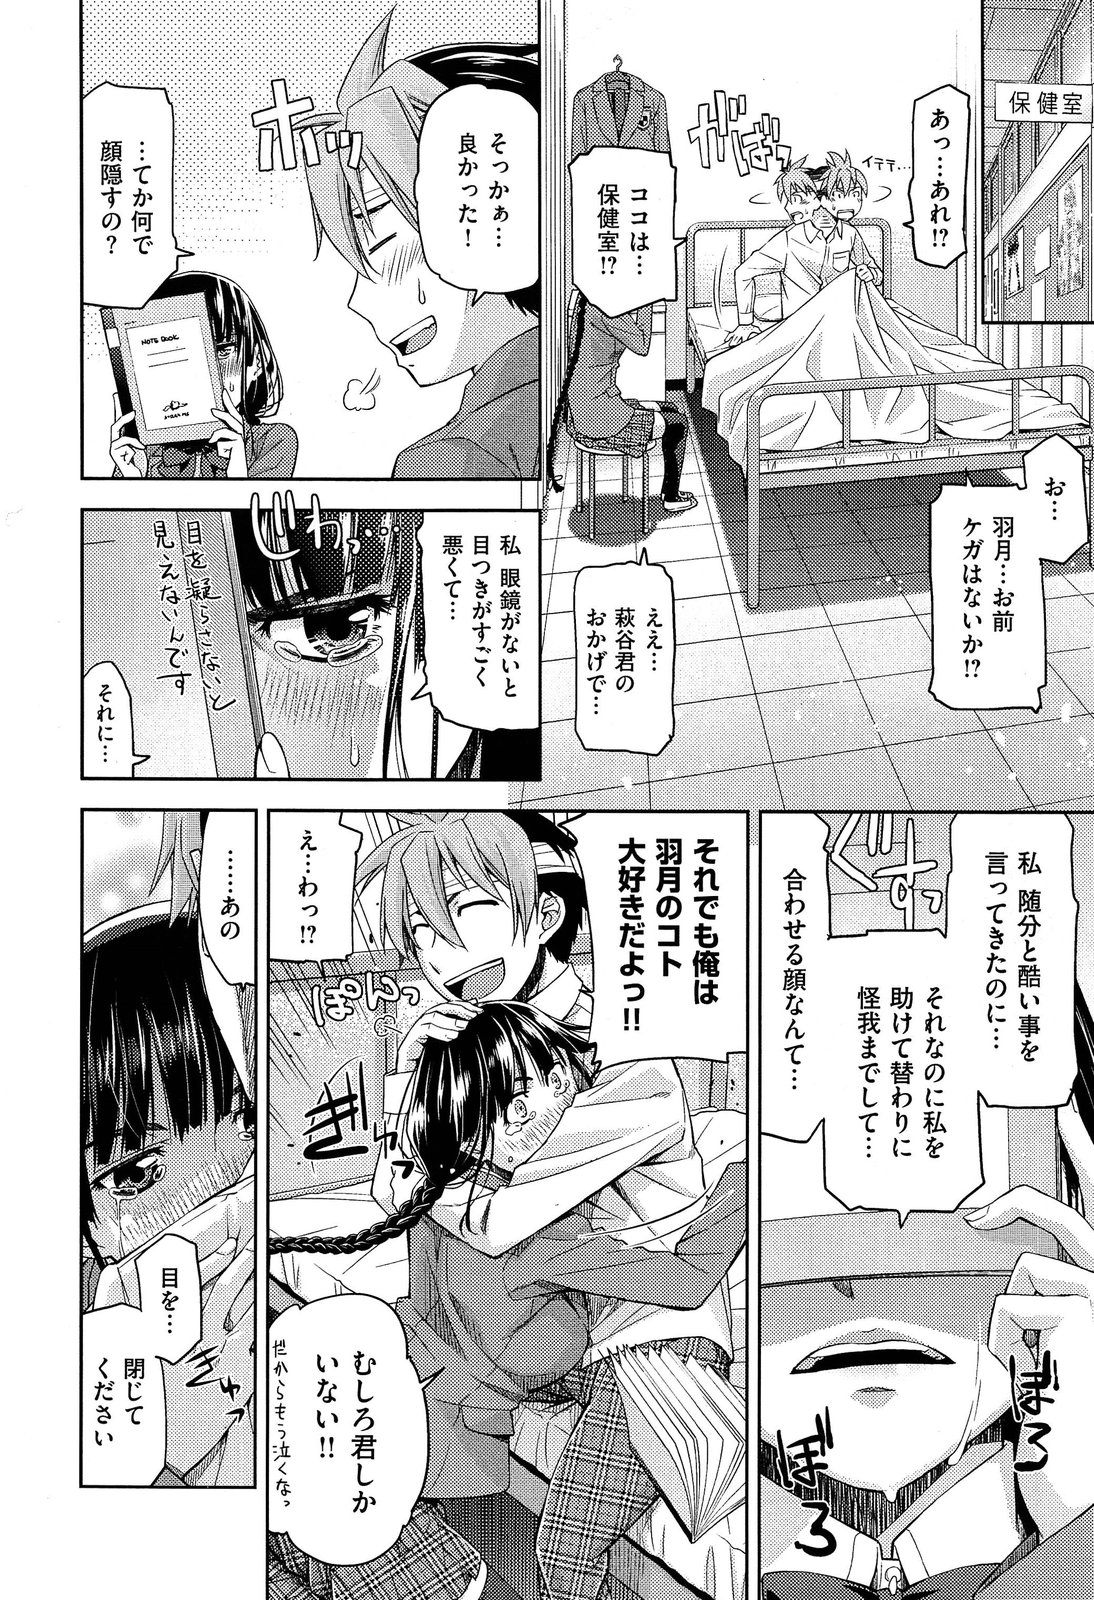 保健室
あっ…あれ!?
イテテ…
がばっ
ココは…
保健室!?
お…
羽月…お前
ケガはないか!?
ええ…
萩谷君の
おかげで…
そっかぁ…
良かった!
ホッ
…てか何で
顔隠すの?
NOTE BOOK
私 眼鏡がないと
目つきがすごく
悪くて…
じわっ…
目を凝らさないと
見えないんです
それに…
私 随分と酷い事を
言ってきたのに…
それなのに私を
助けて替わりに
怪我までして…
合わせる顔なんて…
ぐすっ
ぽろ
ぽろ
それでも俺は
羽月のコト
大好きだよっ!!
え…わっ!?
ぽんっ
ぎゅっ
むしろ君しか
いない!!
だからもう泣くなっ
……あの
目を…
閉じて
ください
きゅっ